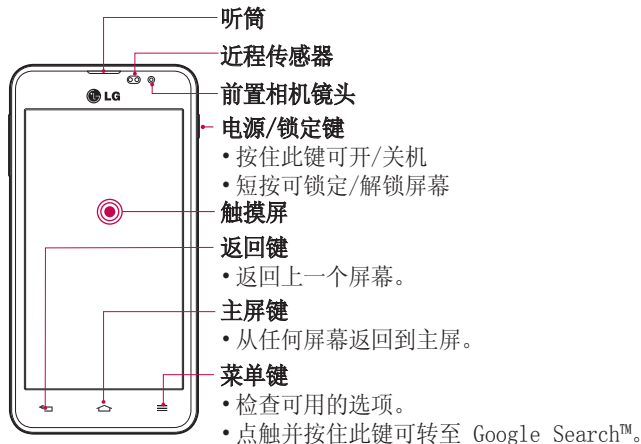 听筒
近程传感器
前置相机镜头
LG
电源/锁定键
•按住此键可开/关机
•短按可锁定/解锁屏幕
触摸屏
返回键
•返回上一个屏幕。
主屏键
•从任何屏幕返回到主屏。
菜单键
•检查可用的选项。
•点触并按住此键可转至 Google Search™。